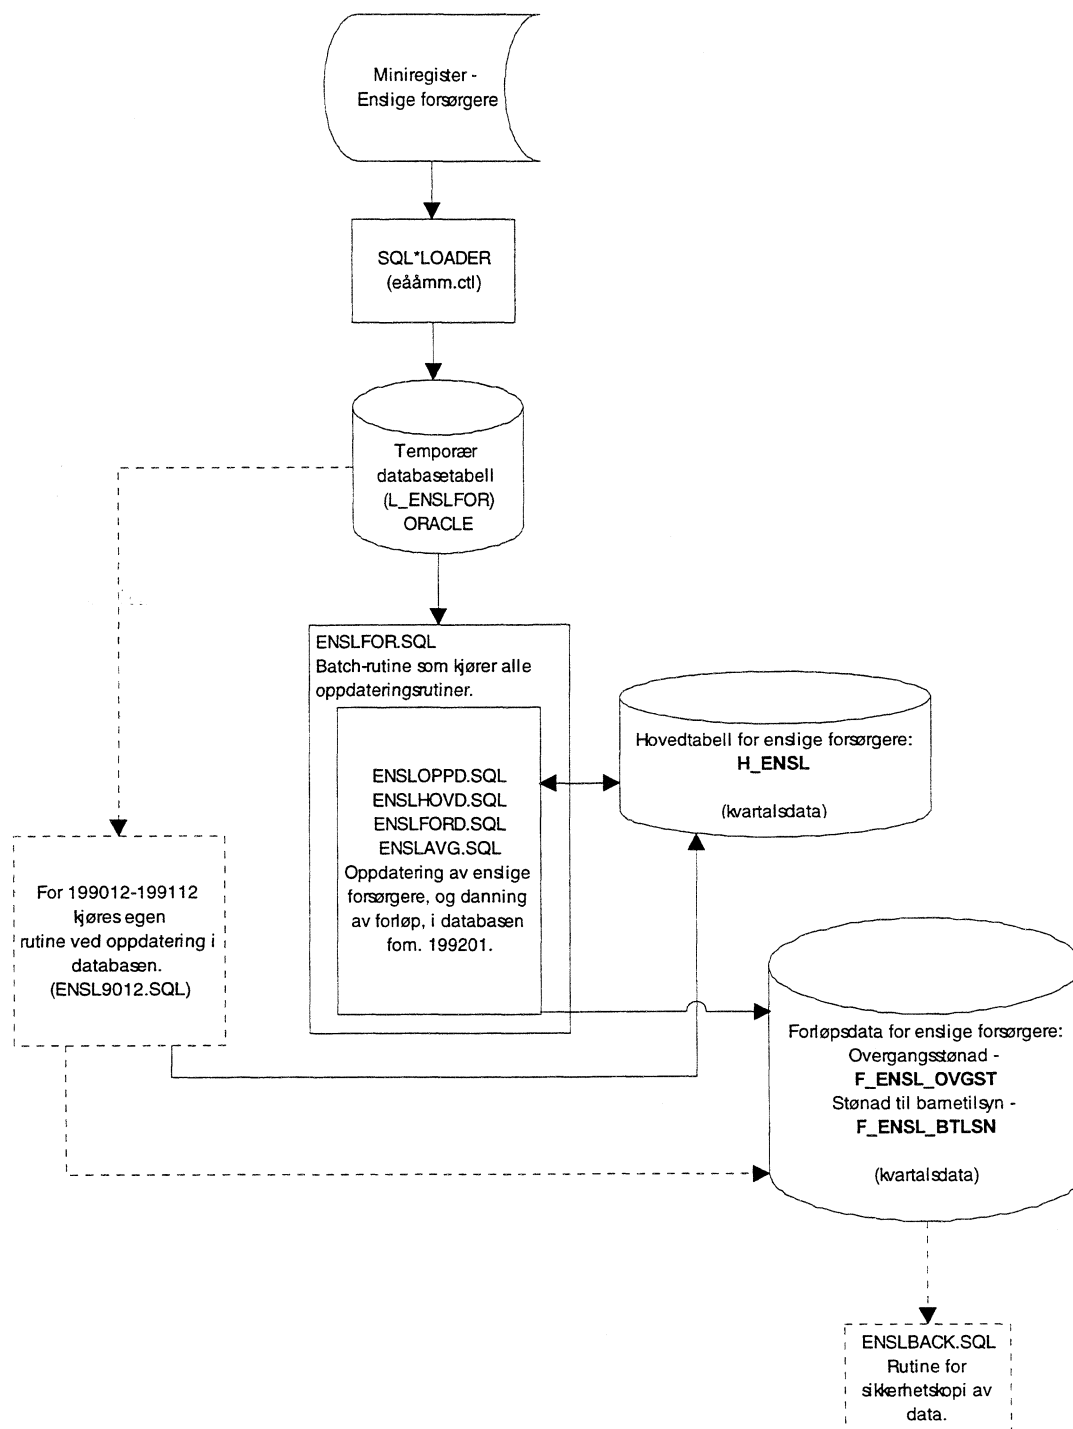 Miniregister -
Enslige forsørgere
SQL*LOADER
(eååmm.ctl)
Temporær
databasetabell
(L_ENSLFOR)
ORACLE
ENSLFOR.SQL
Batch-rutine som kjører alle
oppdateringsrutiner.
ENSLOPPD.SQL
ENSLHOVD.SQL
ENSLFORD.SQL
ENSLAVG.SQL
Oppdatering av enslige
forsørgere, og danning
av forløp, i databasen
fom. 199201.
Hovedtabell for enslige forsørgere:
H_ENSL
(kvartalsdata)
For 199012-199112
kjøres egen
rutine ved oppdatering i
databasen.
(ENSL9012.SQL)
Forløpsdata for enslige forsørgere:
Overgangsstønad -
F_ENSL_OVGST
Stønad til barnetilsyn -
F_ENSL_BTLSN
(kvartalsdata)
ENSLBACK.SQL
Rutine for
sikkerhetskopi av
data.